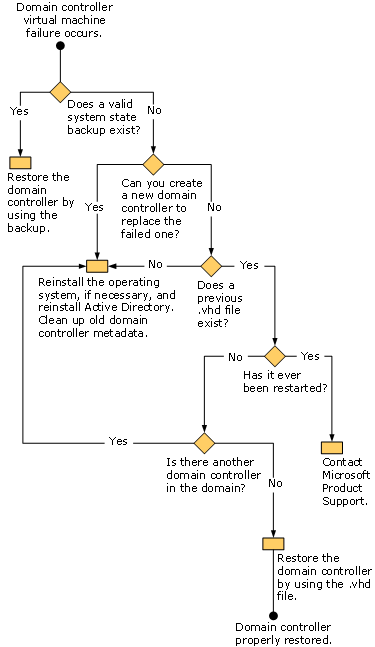 Domain controller
virtual machine
failure occurs.
Yes
Does a valid
system state
backup exist?
No
Restore the
domain
controller by
using the
backup.
Can you create
a new domain
controller to
replace the
failed one?
Yes
No
Reinstall the operating
system, if necessary, and
reinstall Active Directory.
Clean up old domain
controller metadata.
No
Yes
Does a
previous
.vhd file
exist?
No
Yes
Has it ever
been restarted?
Contact
Microsoft
Product
Support.
Yes
Is there another
domain controller
in the domain?
No
Restore the
domain controller
by using the .vhd
file.
Domain controller
properly restored.